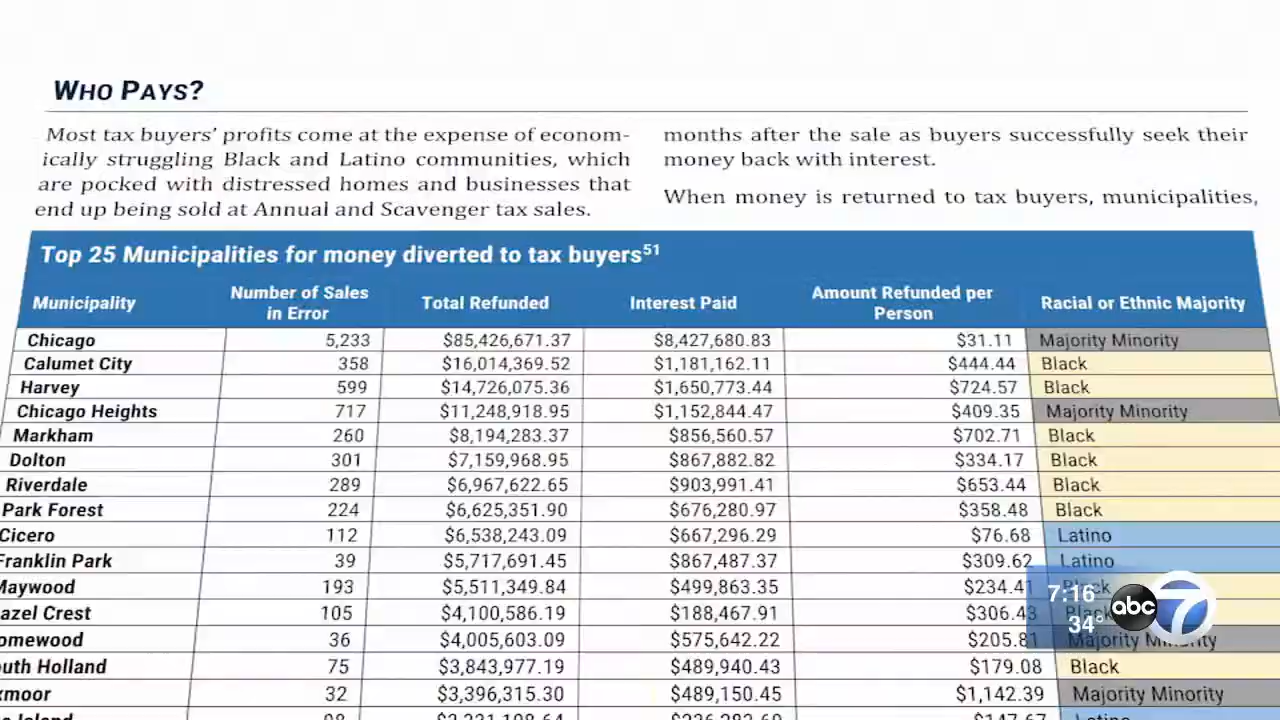 WHO PAYS?
Most tax buyers' profits come at the expense of econom-
ically struggling Black and Latino communities, which
are pocked with distressed homes and businesses that
end up being sold at Annual and Scavenger tax sales.
months after the sale as buyers successfully seek their
money back with interest.
When money is returned to tax buyers, municipalities,
Top 25 Municipalities for money diverted to tax buyers51
Municipality Number of Sales in Error Total Refunded Interest Paid Amount Refunded per Person Racial or Ethnic Majority
Chicago 5,233 $85,426,671.37 $8,427,680.83 $31.11 Majority Minority
Calumet City 358 $16,014,369.52 $1,181,162.11 $444.44 Black
Harvey 599 $14,726,075.36 $1,650,773.44 $724.57 Black
Chicago Heights 717 $11,248,918.95 $1,152,844.47 $409.35 Majority Minority
Markham 260 $8,194,283.37 $856,560.57 $702.71 Black
Dolton 301 $7,159,968.95 $867,882.82 $334.17 Black
Riverdale 289 $6,967,622.65 $903,991.41 $653.44 Black
Park Forest 224 $6,625,351.90 $676,280.97 $358.48 Black
Cicero 112 $6,538,243.09 $667,296.29 $76.68 Latino
Franklin Park 39 $5,717,691.45 $867,487.37 $309.62 Latino
Maywood 193 $5,511,349.84 $499,863.35 $234.41 Black
azel Crest 105 $4,100,586.19 $188,467.91 $306.43 Black
omewood 36 $4,005,603.09 $575,642.22 $205.81 Majority Minority
uth Holland 75 $3,843,977.19 $489,940.43 $179.08 Black
xmoor 32 $3,396,315.30 $489,150.45 $1,142.39 Majority Minority
Island Latino
7:16
34°
abc 7